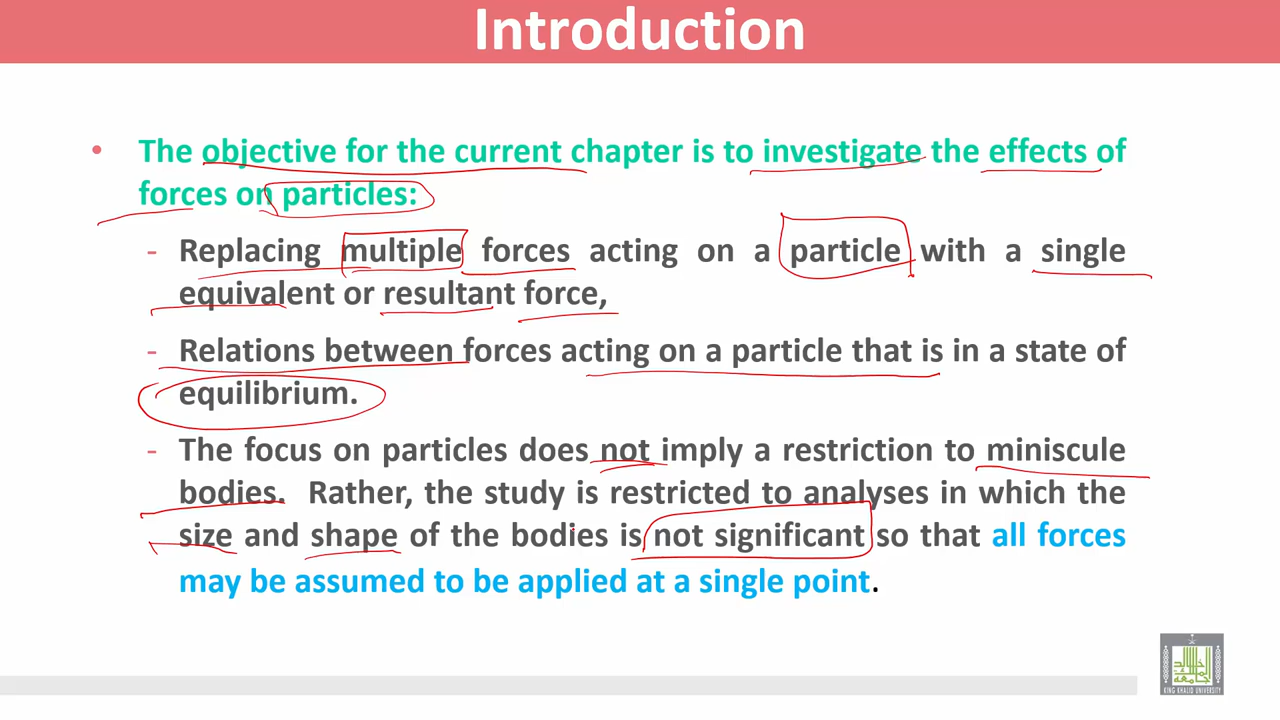 Introduction
• The objective for the current chapter is to investigate the effects of
forces on particles:
- Replacing multiple forces acting on a particle with a single
equivalent or resultant force,
- Relations between forces acting on a particle that is in a state of
equilibrium.
- The focus on particles does not imply a restriction to miniscule
bodies. Rather, the study is restricted to analyses in which the
size and shape of the bodies is not significant so that all forces
may be assumed to be applied at a single point.
KING KHALID UNIVERSITY